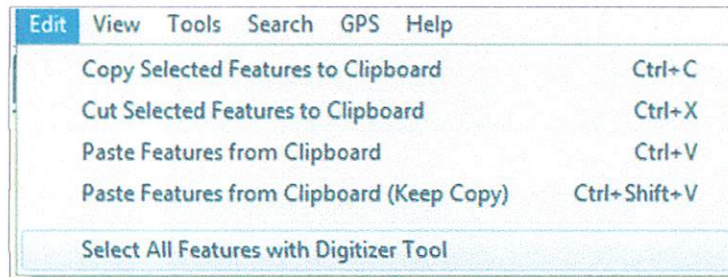 Edit View Tools Search GPS Help
Copy Selected Features to Clipboard Ctrl+C
Cut Selected Features to Clipboard Ctrl+X
Paste Features from Clipboard Ctrl+V
Paste Features from Clipboard (Keep Copy) Ctrl+Shift+V
Select All Features with Digitizer Tool